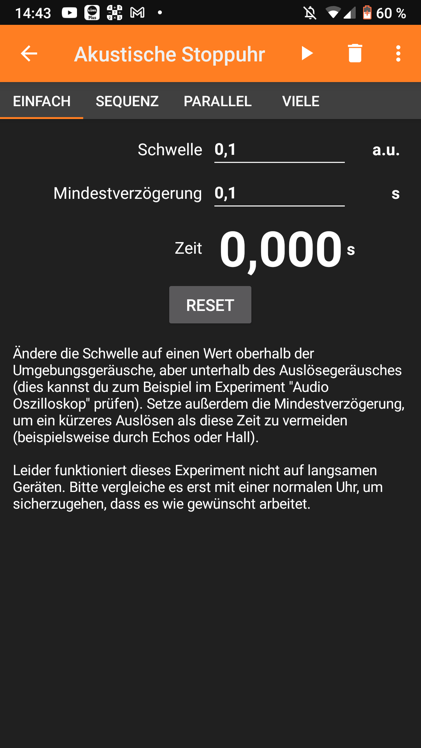 14:43
60 %
Akustische Stoppuhr
EINFACH SEQUENZ PARALLEL VIELE
Schwelle 0,1 a.u.
Mindestverzögerung 0,1 s
Zeit 0,000 s
RESET
Ändere die Schwelle auf einen Wert oberhalb der
Umgebungsgeräusche, aber unterhalb des Auslösegeräusches
(dies kannst du zum Beispiel im Experiment "Audio
Oszilloskop" prüfen). Setze außerdem die Mindestverzögerung,
um ein kürzeres Auslösen als diese Zeit zu vermeiden
(beispielsweise durch Echos oder Hall).
Leider funktioniert dieses Experiment nicht auf langsamen
Geräten. Bitte vergleiche es erst mit einer normalen Uhr, um
sicherzugehen, dass es wie gewünscht arbeitet.